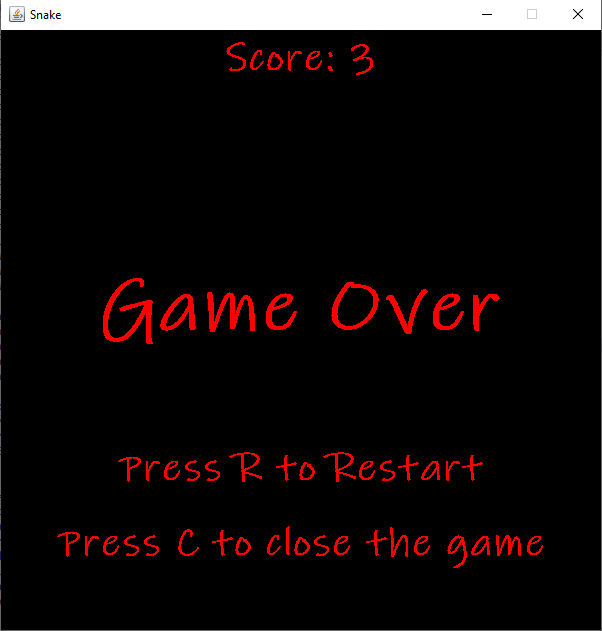 Snake
Score: 3
Game Over
Press R to Restart
Press C to close the game